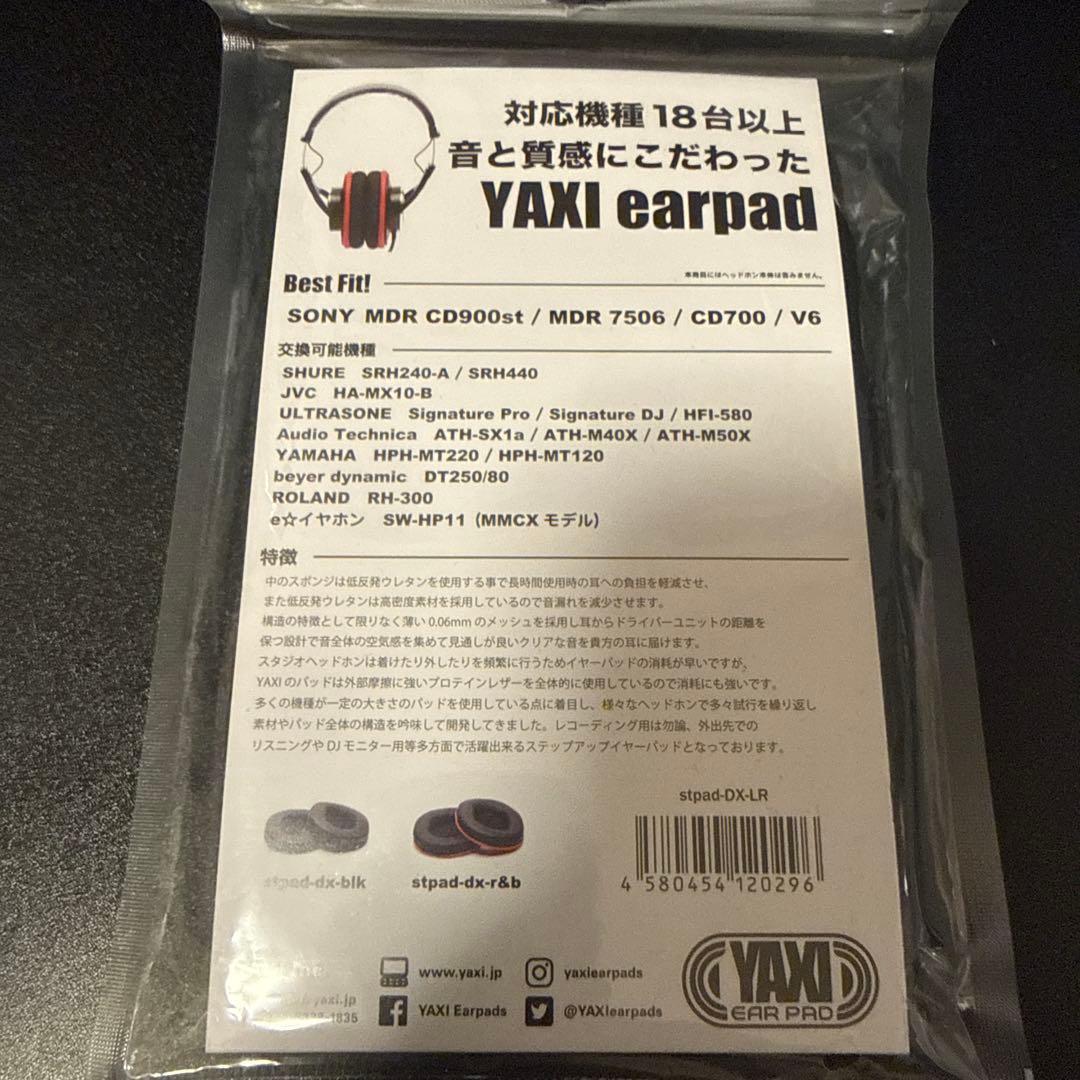 対応機種18台以上
音と質感にこだわった
YAXI earpad
本商品にはヘッドホン本体は含みません。
Best Fit!
SONY MDR CD900st / MDR 7506 / CD700 / V6
交換可能機種
SHURE SRH240-A / SRH440
JVC HA-MX10-B
ULTRASONE Signature Pro / Signature DJ / HFI-580
Audio Technica ATH-SX1a / ATH-M40X / ATH-M50X
YAMAHA HPH-MT220 / HPH-MT120
beyer dynamic DT250/80
ROLAND RH-300
e☆イヤホン SW-HP11（MMCX モデル）
特徴
中のスポンジは低反発ウレタンを使用する事で長時間使用時の耳への負担を軽減させ、
また低反発ウレタンは高密度素材を採用しているので音漏れを減少させます。
構造の特徴として限りなく薄い 0.06mm のメッシュを採用し耳からドライバーユニットの距離を
保つ設計で音全体の空気感を集めて見通しが良いクリアな音を貴方の耳に届けます。
スタジオヘッドホンは着けたり外したりを頻繁に行うためイヤーパッドの消耗が早いですが、
YAXI のパッドは外部摩擦に強いプロテインレザーを全体的に使用しているので消耗にも強いです。
多くの機種が一定の大きさのパッドを使用している点に着目し、様々なヘッドホンで多々試行を繰り返し
素材やパッド全体の構造を吟味して開発してきました。レコーディング用は勿論、外出先での
リスニングや DJ モニター用等多方面で活躍出来るステップアップイヤーパッドとなっております。
stpad-DX-LR
4 580454 120296
stpad-dx-blk
stpad-dx-r&b
www.yaxi.jp
yaxiearpads
YAXI Earpads
@YAXIearpads
YAXI
EAR PAD